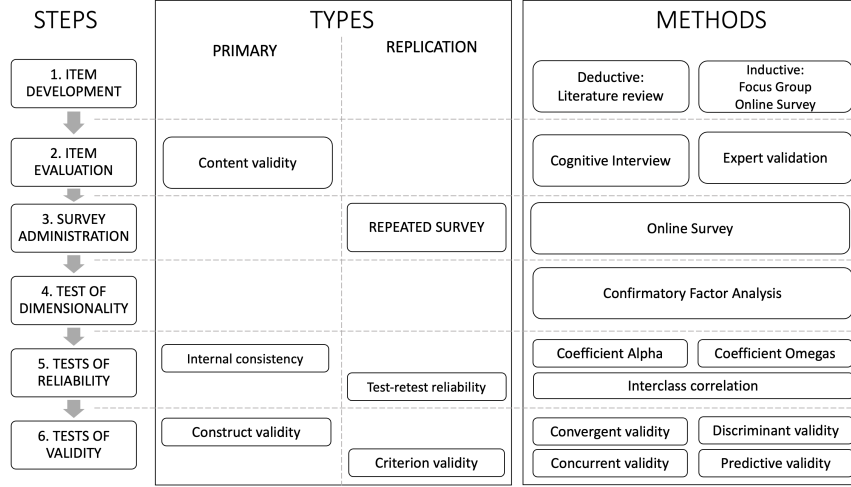 STEPS
TYPES
METHODS
PRIMARY
REPLICATION
1. ITEM
DEVELOPMENT
Deductive:
Literature review
Inductive:
Focus Group
Online Survey
2. ITEM
EVALUATION
Content validity
Cognitive Interview
Expert validation
3. SURVEY
ADMINISTRATION
REPEATED SURVEY
Online Survey
4. TEST OF
DIMENSIONALITY
Confirmatory Factor Analysis
5. TESTS OF
RELIABILITY
Internal consistency
Test-retest reliability
Coefficient Alpha
Coefficient Omegas
Interclass correlation
6. TESTS OF
VALIDITY
Construct validity
Criterion validity
Convergent validity
Discriminant validity
Concurrent validity
Predictive validity